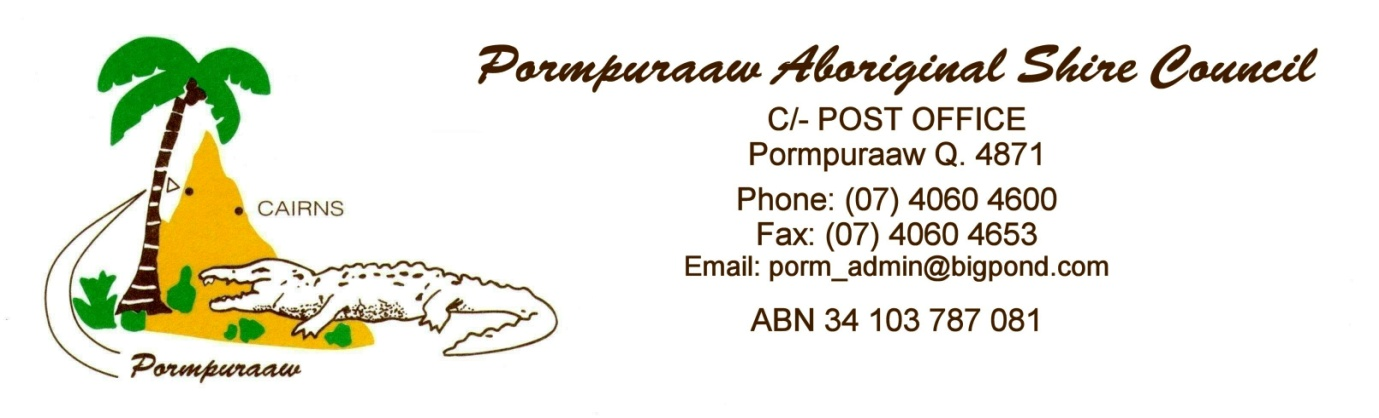 Pormpuraaw Aboriginal Shire Council
C/- POST OFFICE
Pormpuraaw Q. 4871
Phone: (07) 4060 4600
Fax: (07) 4060 4653
Email: porm_admin@bigpond.com
ABN 34 103 787 081
CAIRNS
Pormpuraaw